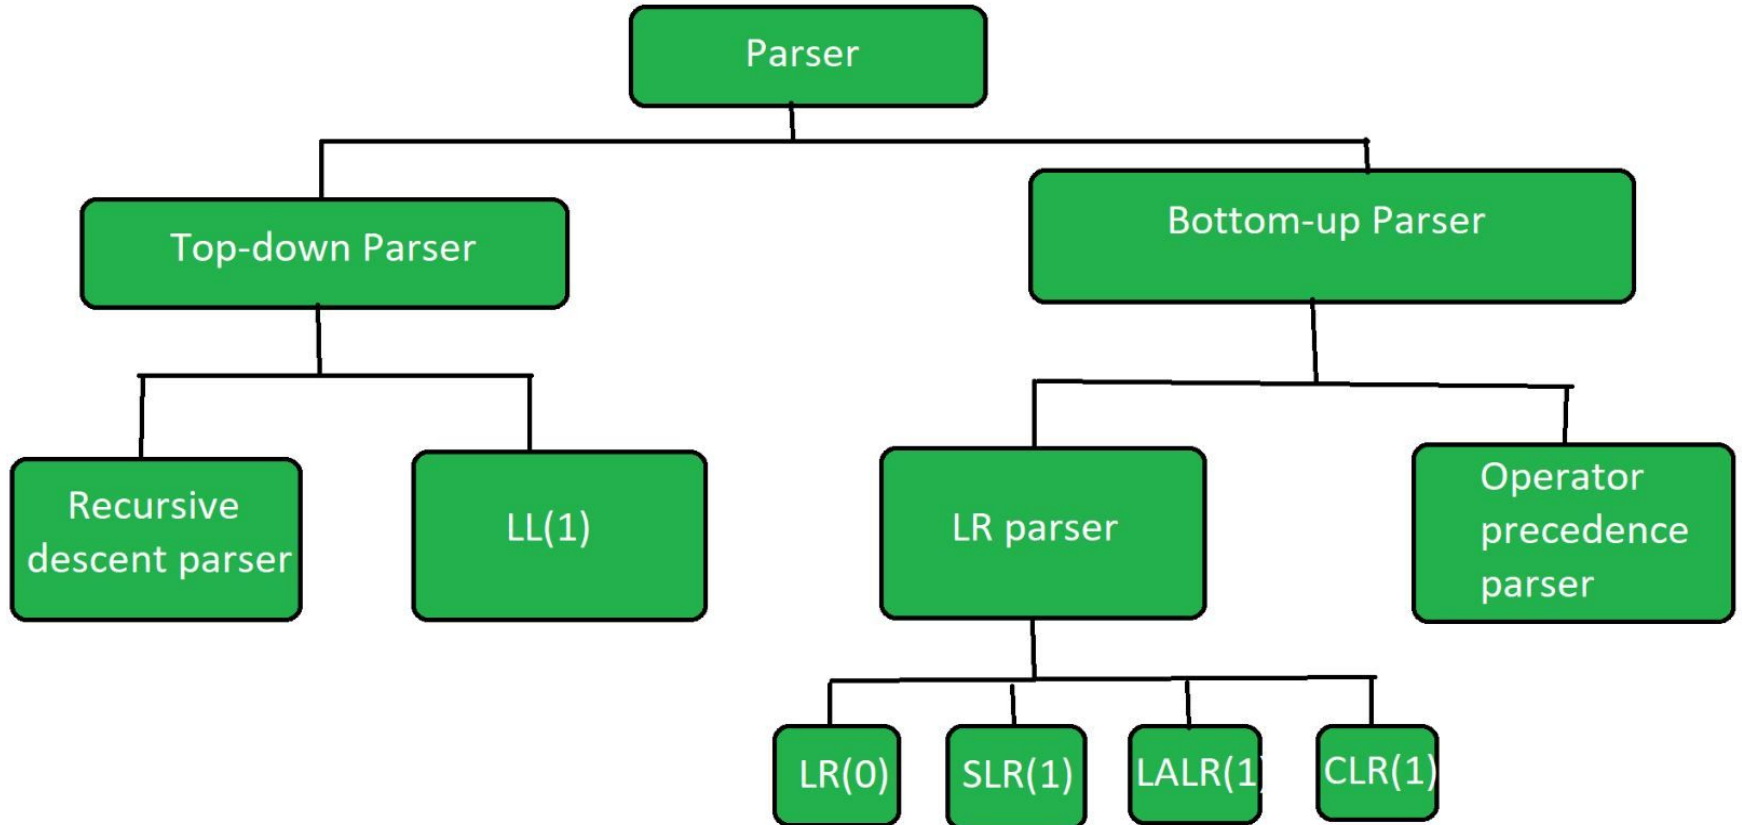 Parser
Top-down Parser
Bottom-up Parser
Recursive
descent parser
LL(1)
LR parser
Operator
precedence
parser
LR(0)
SLR(1)
LALR(1)
CLR(1)